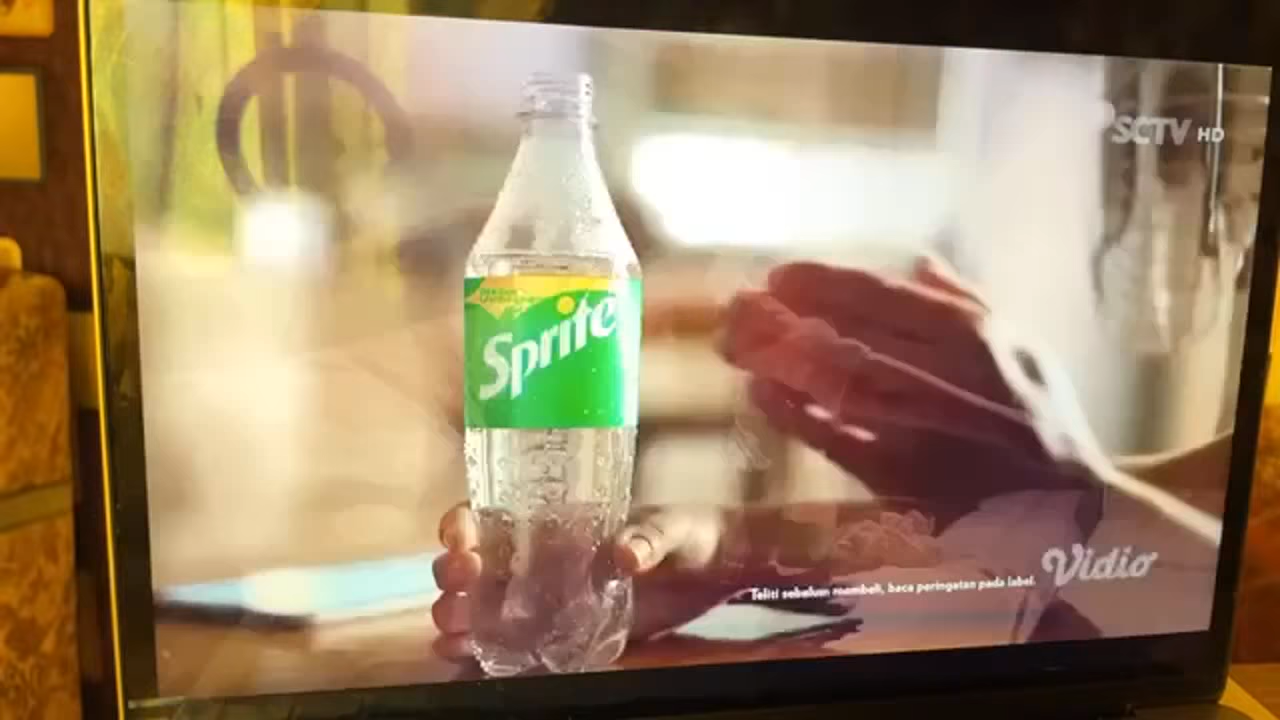 SCTV HD
Sprite
Vidio
Teliti sebelum membeli, baca peringatan pada label.